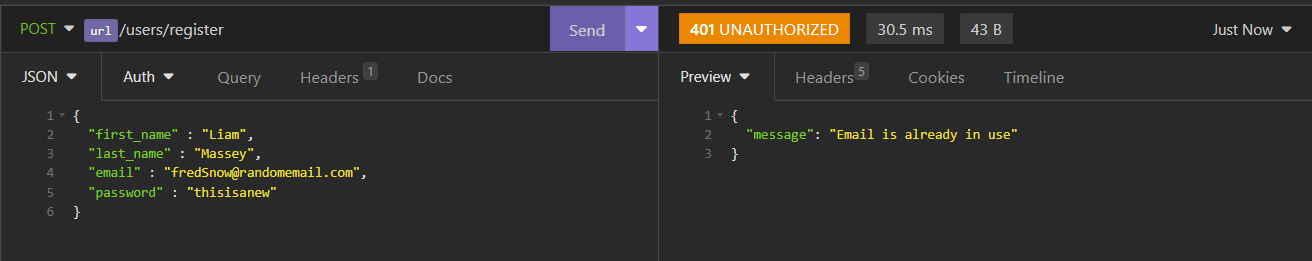 POST url /users/register Send 401 UNAUTHORIZED 30.5 ms 43 B Just Now
JSON Auth Query Headers 1 Docs Preview Headers 5 Cookies Timeline
1 {
2 "first_name" : "Liam",
3 "last_name" : "Massey",
4 "email" : "fredSnow@randomemail.com",
5 "password" : "thisisanew"
6 }
1 {
2 "message": "Email is already in use"
3 }